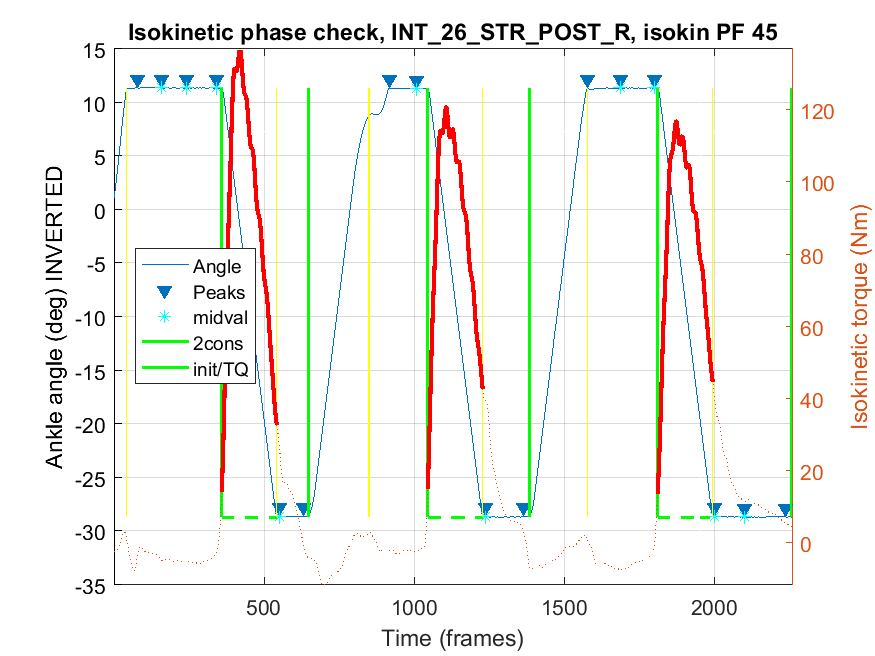 Isokinetic phase check, INT_26_STR_POST_R, isokin PF 45
15
10
5
0
-5
-10
-15
-20
-25
-30
-35
Ankle angle (deg) INVERTED
Angle
Peaks
midval
2cons
init/TQ
120
100
80
60
40
20
0
Isokinetic torque (Nm)
500
1000
1500
2000
Time (frames)